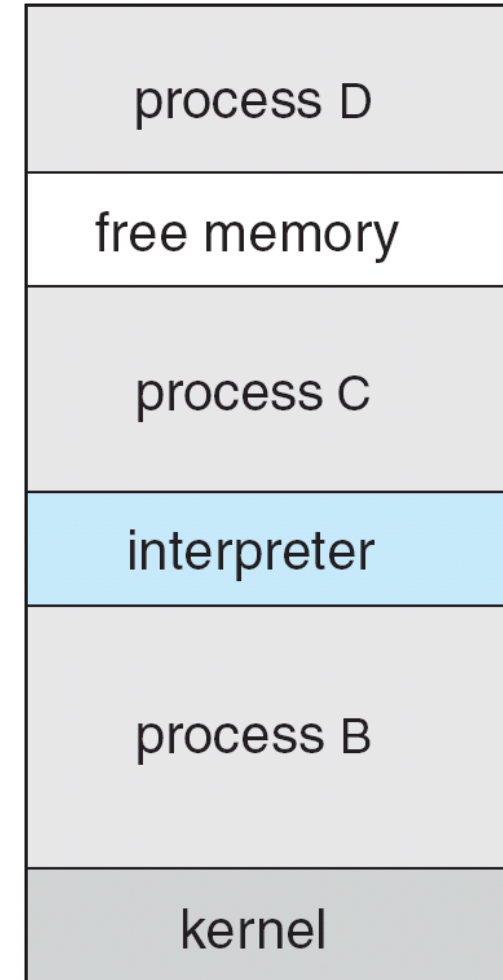 process D
free memory
process C
interpreter
process B
kernel